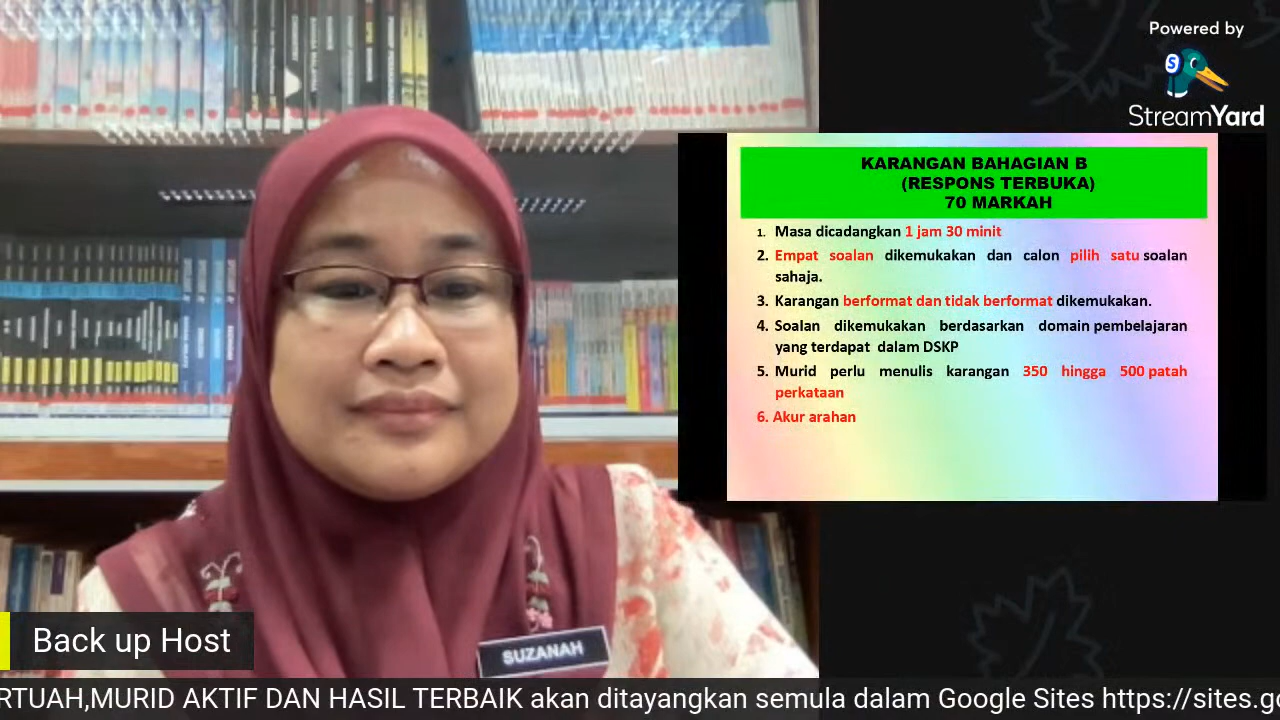 Powered by
StreamYard
KARANGAN BAHAGIAN B
(RESPONS TERBUKA)
70 MARKAH
1. Masa dicadangkan 1 jam 30 minit
2. Empat soalan dikemukakan dan calon pilih satu soalan
sahaja.
3. Karangan berformat dan tidak berformat dikemukakan.
4. Soalan dikemukakan berdasarkan domain pembelajaran
yang terdapat dalam DSKP
5. Murid perlu menulis karangan 350 hingga 500 patah
perkataan
6. Akur arahan
SUZANAH
Back up Host
RTUAH,MURID AKTIF DAN HASIL TERBAIK akan ditayangkan semula dalam Google Sites https://sites.go